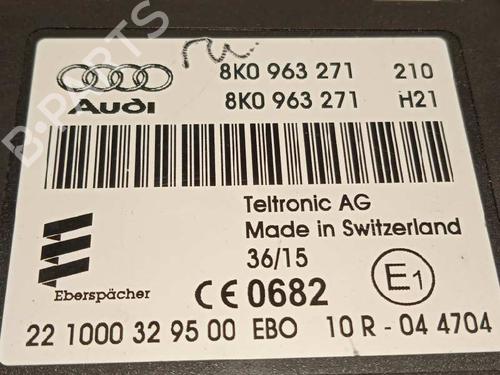 8K0 963 271 210
Audi 8K0 963 271 H21
Teltronic AG
Made in Switzerland
36/15
Eberspächer CE 0682 E1
22 1000 32 95 00 EBO 10 R - 04 4704
B-PARTS